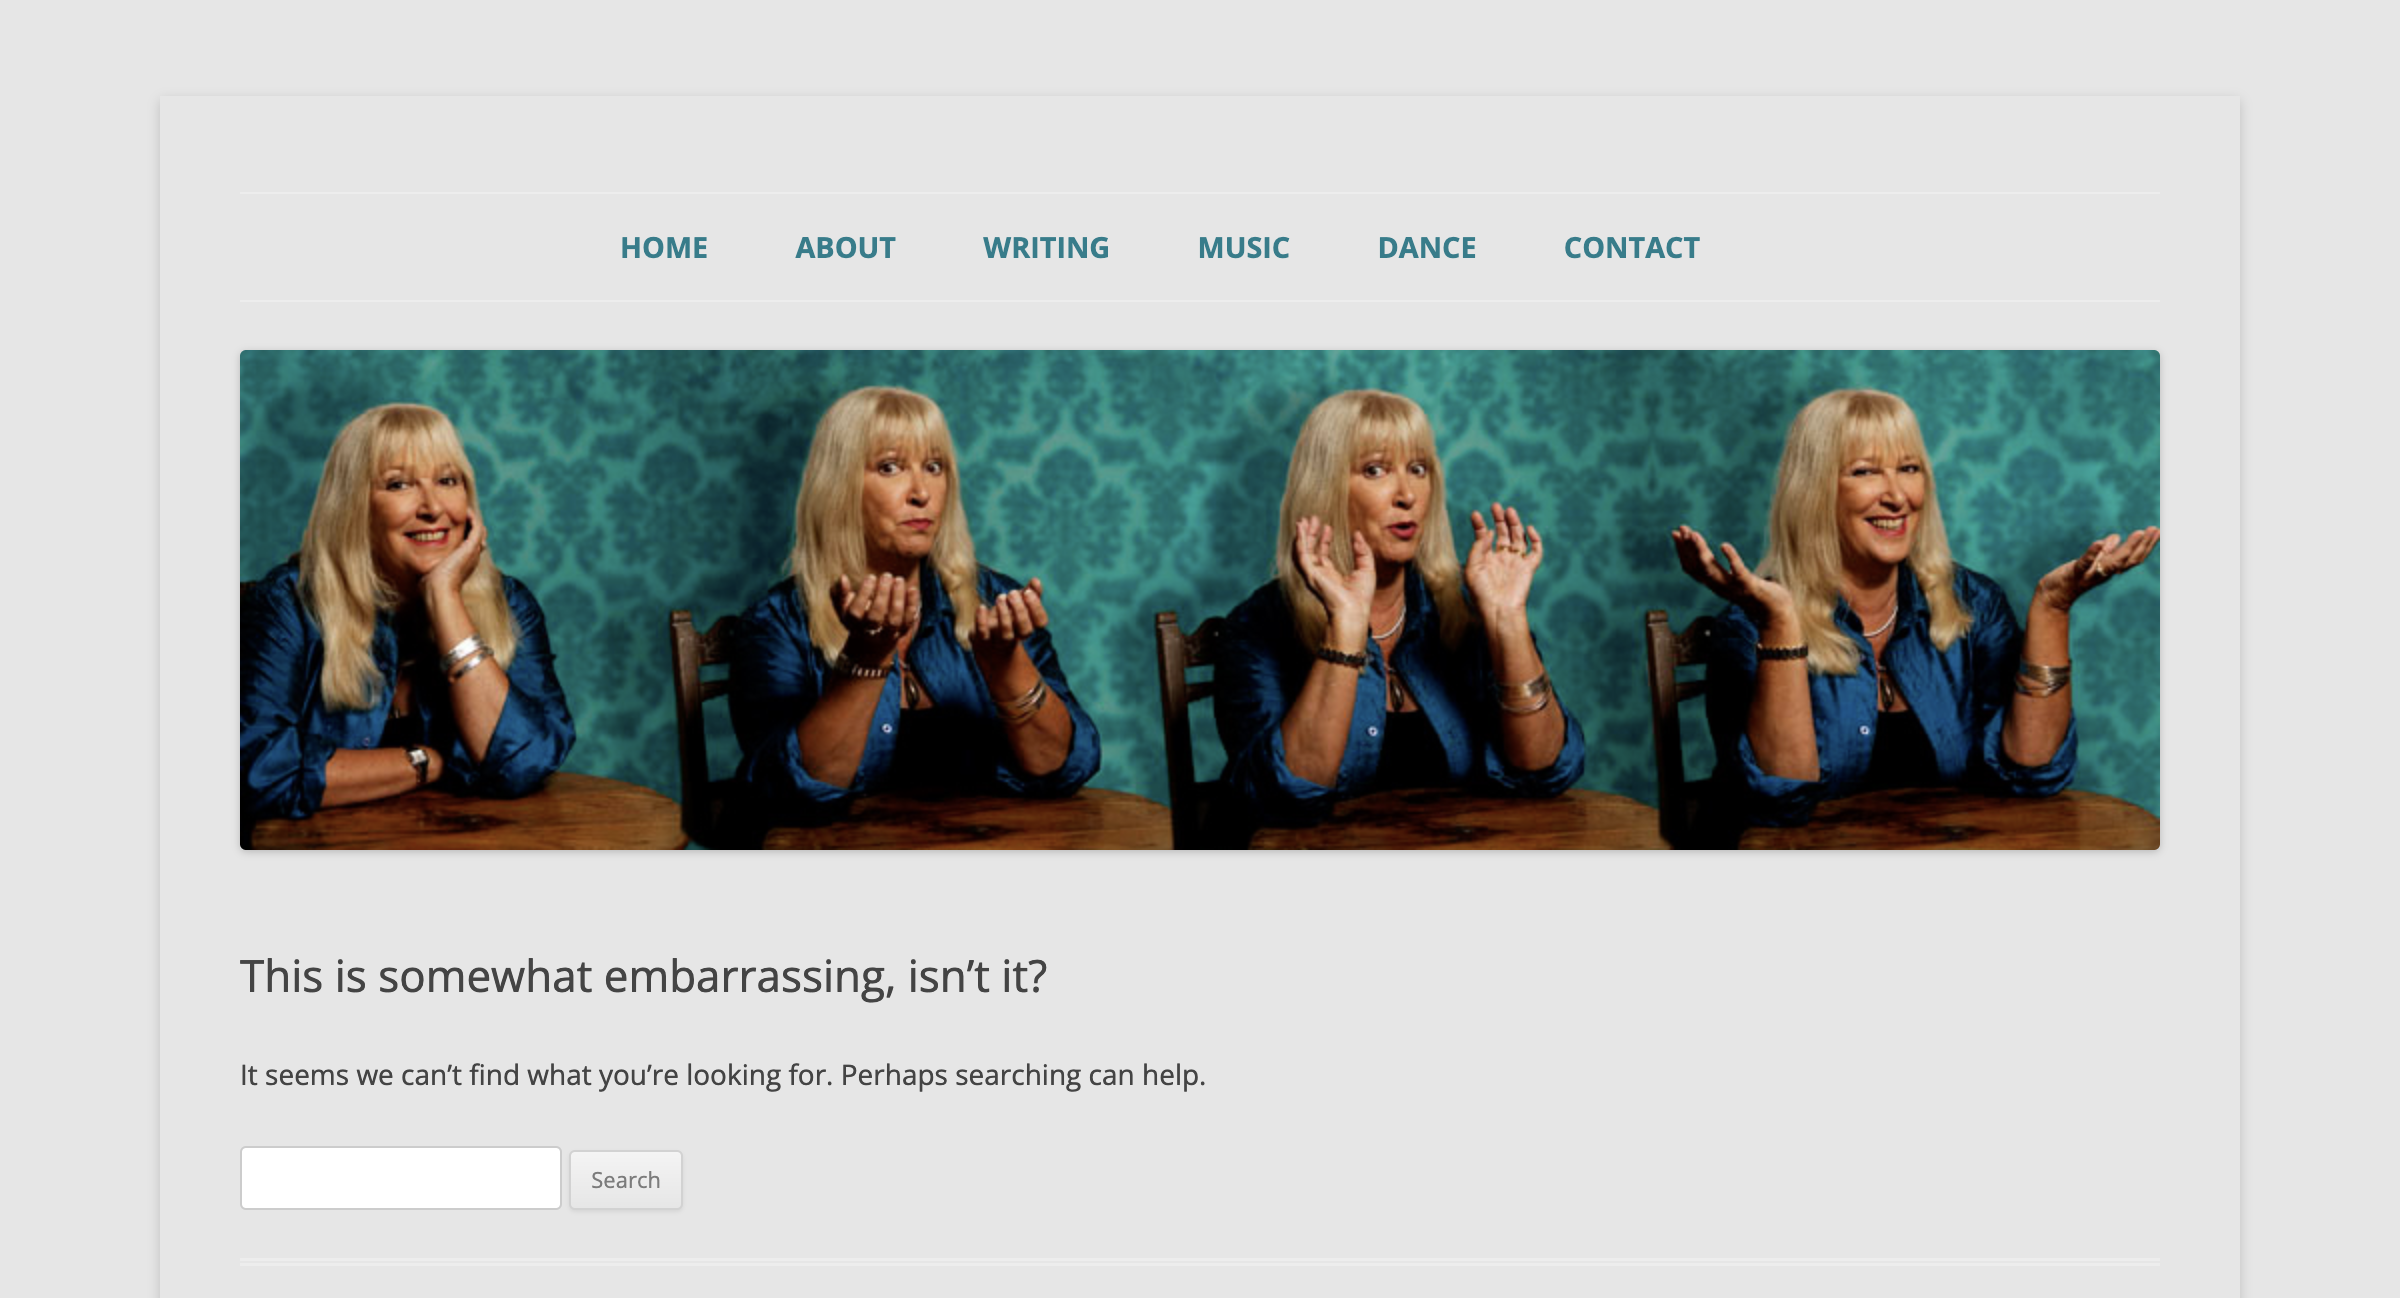 HOME ABOUT WRITING MUSIC DANCE CONTACT
This is somewhat embarrassing, isn’t it?
It seems we can’t find what you’re looking for. Perhaps searching can help.
Search